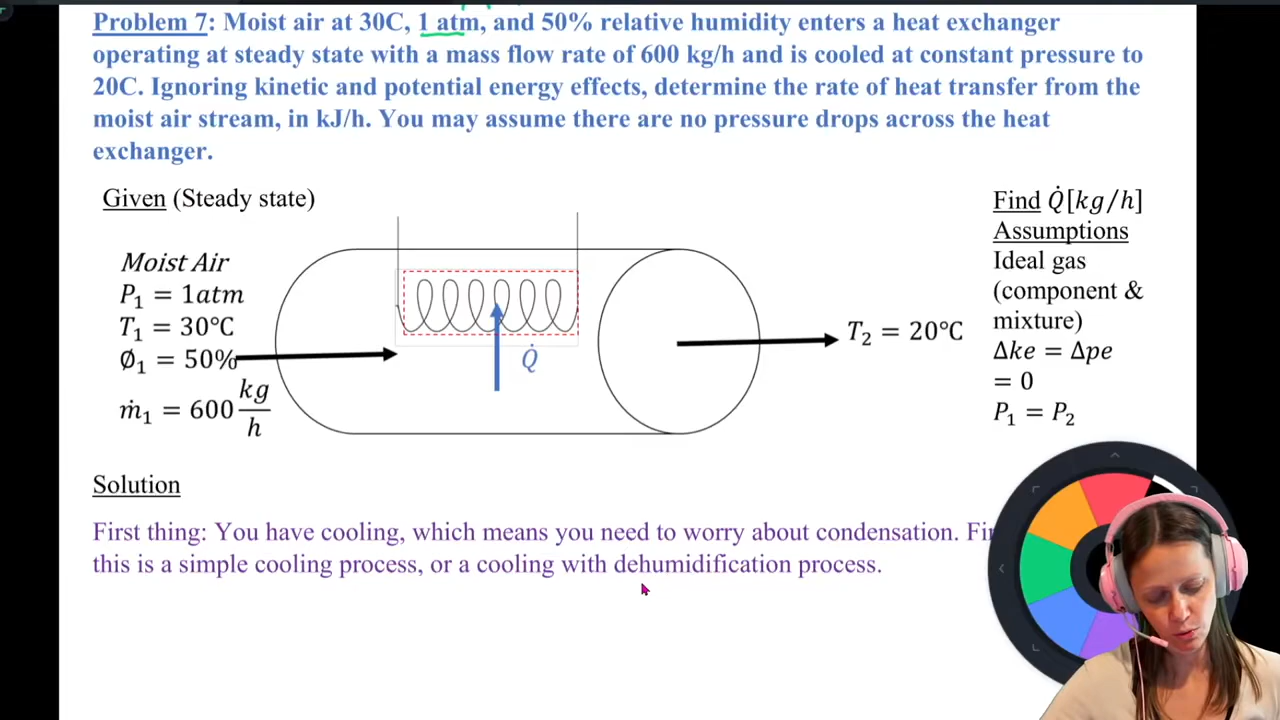 Problem 7: Moist air at 30C, 1 atm, and 50% relative humidity enters a heat exchanger
operating at steady state with a mass flow rate of 600 kg/h and is cooled at constant pressure to
20C. Ignoring kinetic and potential energy effects, determine the rate of heat transfer from the
moist air stream, in kJ/h. You may assume there are no pressure drops across the heat
exchanger.
Given (Steady state)
Moist Air
P₁ = 1atm
T₁ = 30°C
Ø₁ = 50%
ṁ₁ = 600 kg/h
Q̇
T₂ = 20°C
Find Q̇[kg/h]
Assumptions
Ideal gas
(component &
mixture)
Δke = Δpe
= 0
P₁ = P₂
Solution
First thing: You have cooling, which means you need to worry about condensation.
this is a simple cooling process, or a cooling with dehumidification process.